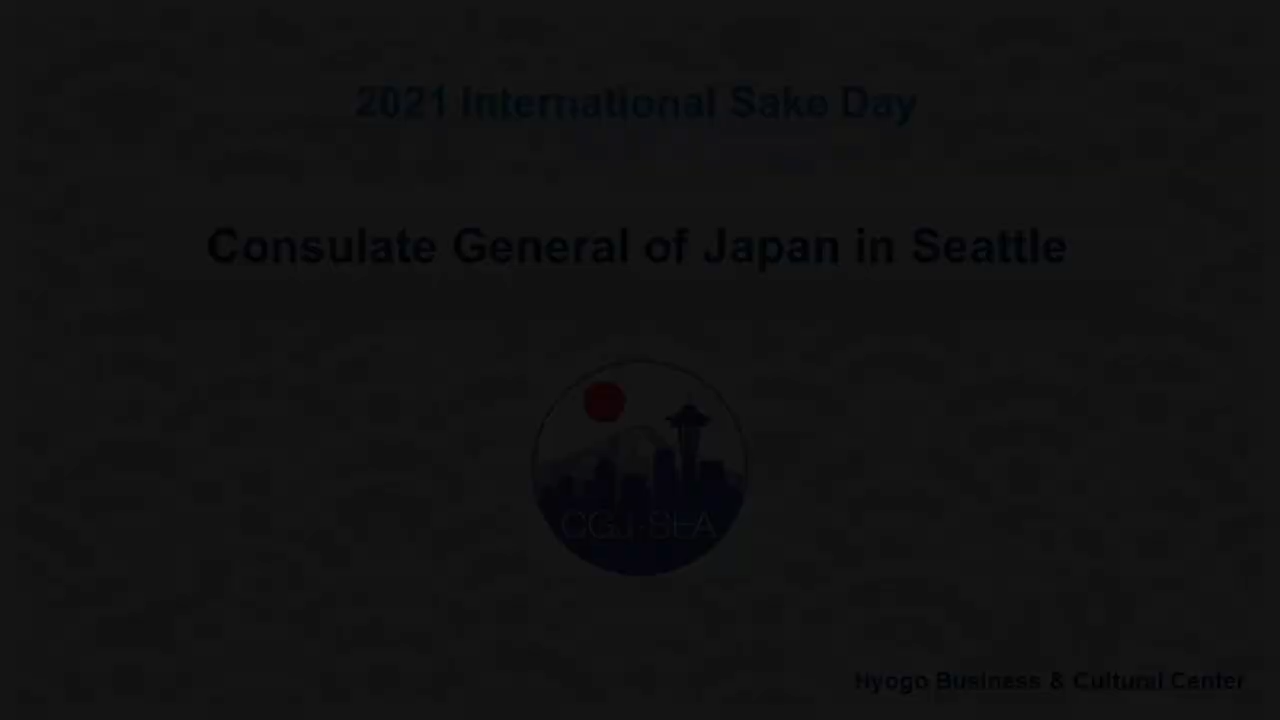 2021 International Sake Day
Consulate General of Japan in Seattle
CGJ-SEA
Hyogo Business & Cultural Center